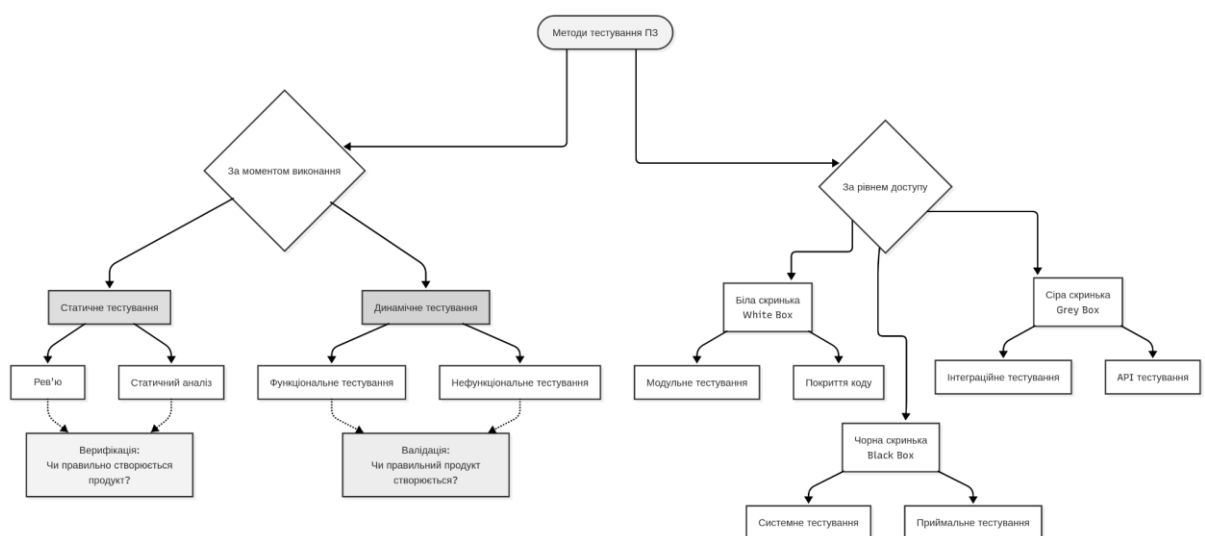 Методи тестування ПЗ
За моментом виконання
За рівнем доступу
Статичне тестування
Динамічне тестування
Біла скринька
White Box
Сіра скринька
Grey Box
Рев'ю
Статичний аналіз
Функціональне тестування
Нефункціональне тестування
Модульне тестування
Покриття коду
Інтеграційне тестування
API тестування
Верифікація:
Чи правильно створюється
продукт?
Валідація:
Чи правильний продукт
створюється?
Чорна скринька
Black Box
Системне тестування
Приймальне тестування